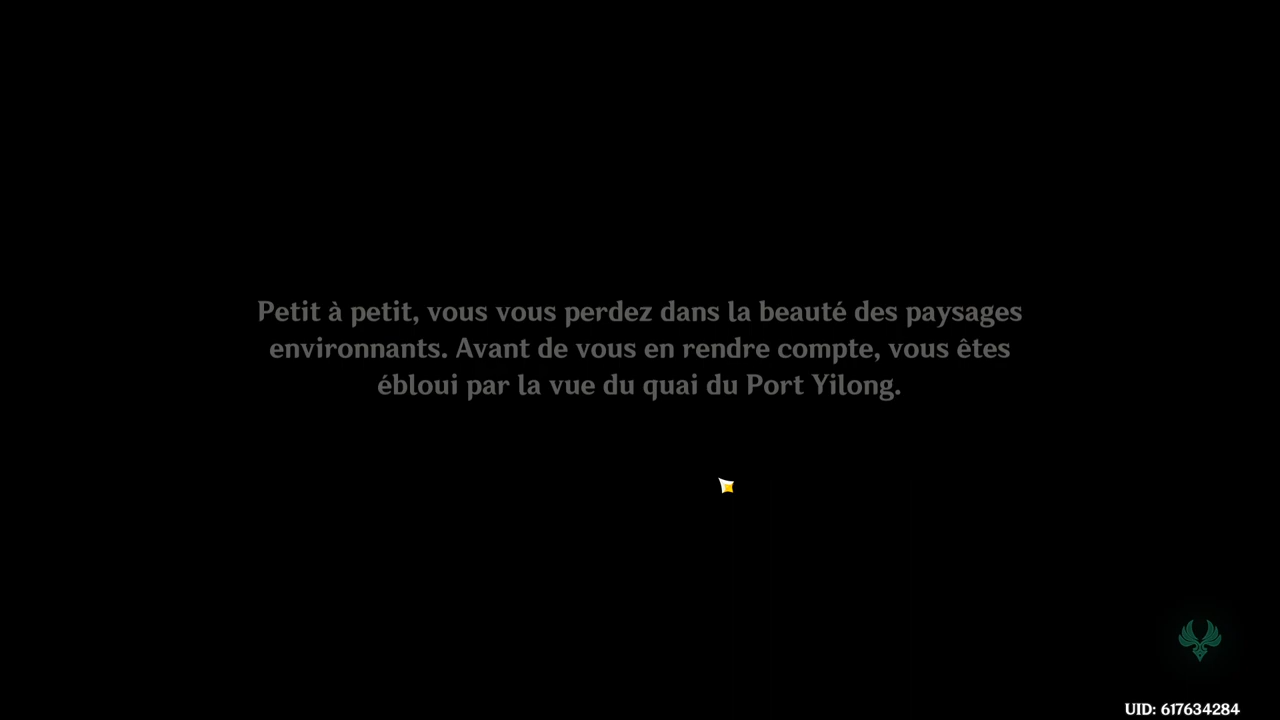 Petit à petit, vous vous perdez dans la beauté des paysages
environnants. Avant de vous en rendre compte, vous êtes
ébloui par la vue du quai du Port Yilong.
UID: 617634284